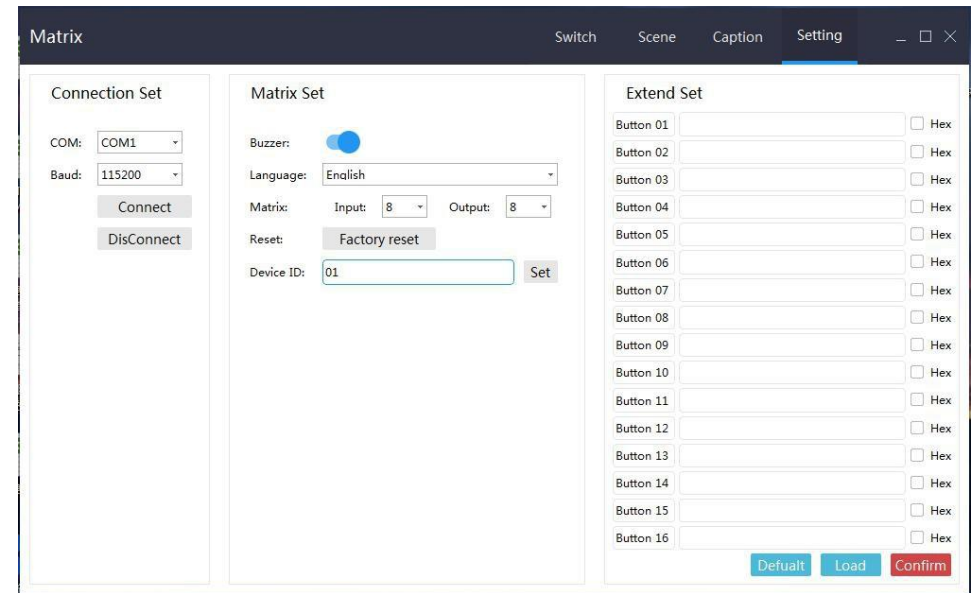 Matrix Switch Scene Caption Setting
Connection Set
COM: COM1
Baud: 115200
Connect
DisConnect
Matrix Set
Buzzer:
Language: English
Matrix: Input: 8 Output: 8
Reset: Factory reset
Device ID: 01 Set
Extend Set
Button 01 Hex
Button 02 Hex
Button 03 Hex
Button 04 Hex
Button 05 Hex
Button 06 Hex
Button 07 Hex
Button 08 Hex
Button 09 Hex
Button 10 Hex
Button 11 Hex
Button 12 Hex
Button 13 Hex
Button 14 Hex
Button 15 Hex
Button 16 Hex
Defualt Load Confirm